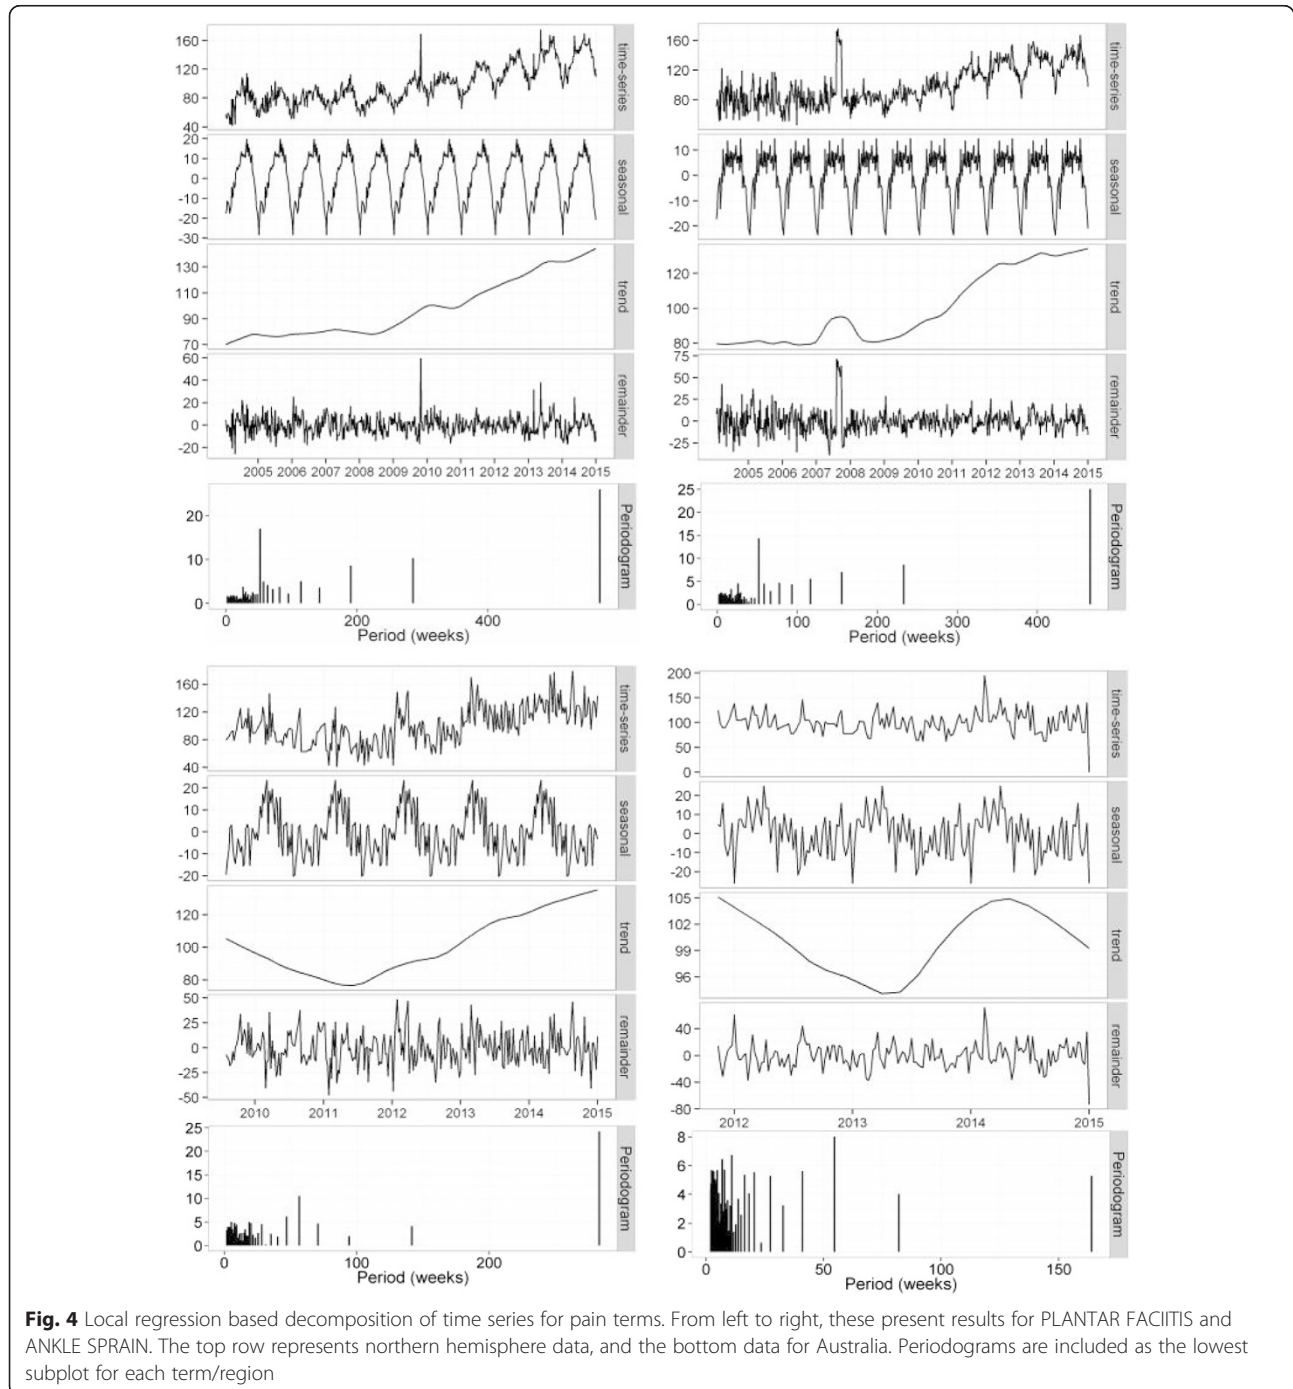 160
120
80
40
time-series
20
10
0
-10
-20
-30
seasonal
130
110
90
70
trend
60
40
20
0
-20
remainder
2005 2006 2007 2008 2009 2010 2011 2012 2013 2014 2015
20
10
0
Periodogram
0 200 400
Period (weeks)
160
120
80
time-series
10
0
-10
-20
seasonal
120
100
80
trend
75
50
25
0
-25
remainder
2005 2006 2007 2008 2009 2010 2011 2012 2013 2014 2015
25
20
15
10
5
0
Periodogram
0 100 200 300 400
Period (weeks)
160
120
80
40
time-series
20
10
0
-10
-20
seasonal
120
100
80
trend
50
25
0
-25
-50
remainder
2010 2011 2012 2013 2014 2015
25
20
15
10
5
0
Periodogram
0 100 200
Period (weeks)
200
150
100
50
0
time-series
20
10
0
-10
-20
seasonal
105
102
99
96
trend
40
0
-40
-80
remainder
2012 2013 2014 2015
8
6
4
2
0
Periodogram
0 50 100 150
Period (weeks)
Fig. 4 Local regression based decomposition of time series for pain terms. From left to right, these present results for PLANTAR FACIITIS and
ANKLE SPRAIN. The top row represents northern hemisphere data, and the bottom data for Australia. Periodograms are included as the lowest
subplot for each term/region